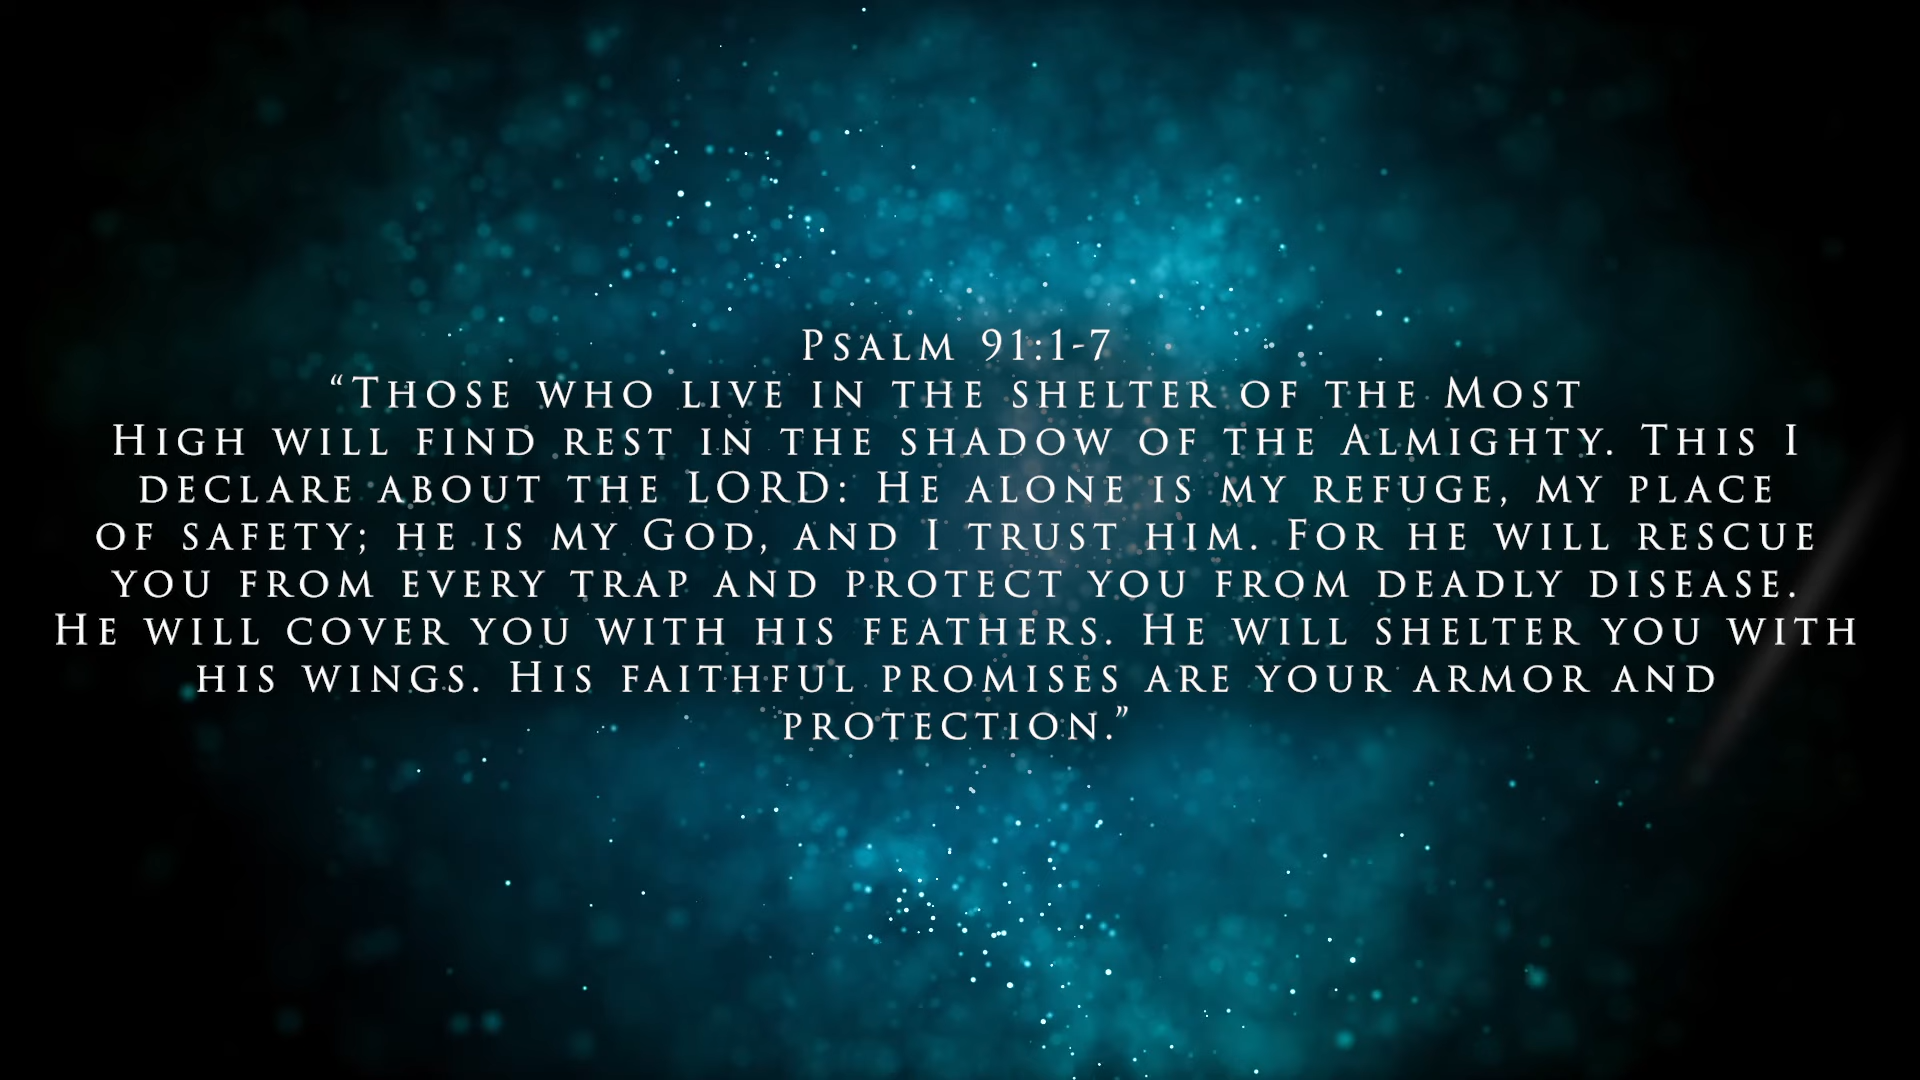 Psalm 91:1-7
“Those who live in the shelter of the Most
High will find rest in the shadow of the Almighty. This I
declare about the LORD: He alone is my refuge, my place
of safety; he is my God, and I trust him. For he will rescue
you from every trap and protect you from deadly disease.
He will cover you with his feathers. He will shelter you with
his wings. His faithful promises are your armor and
protection.”